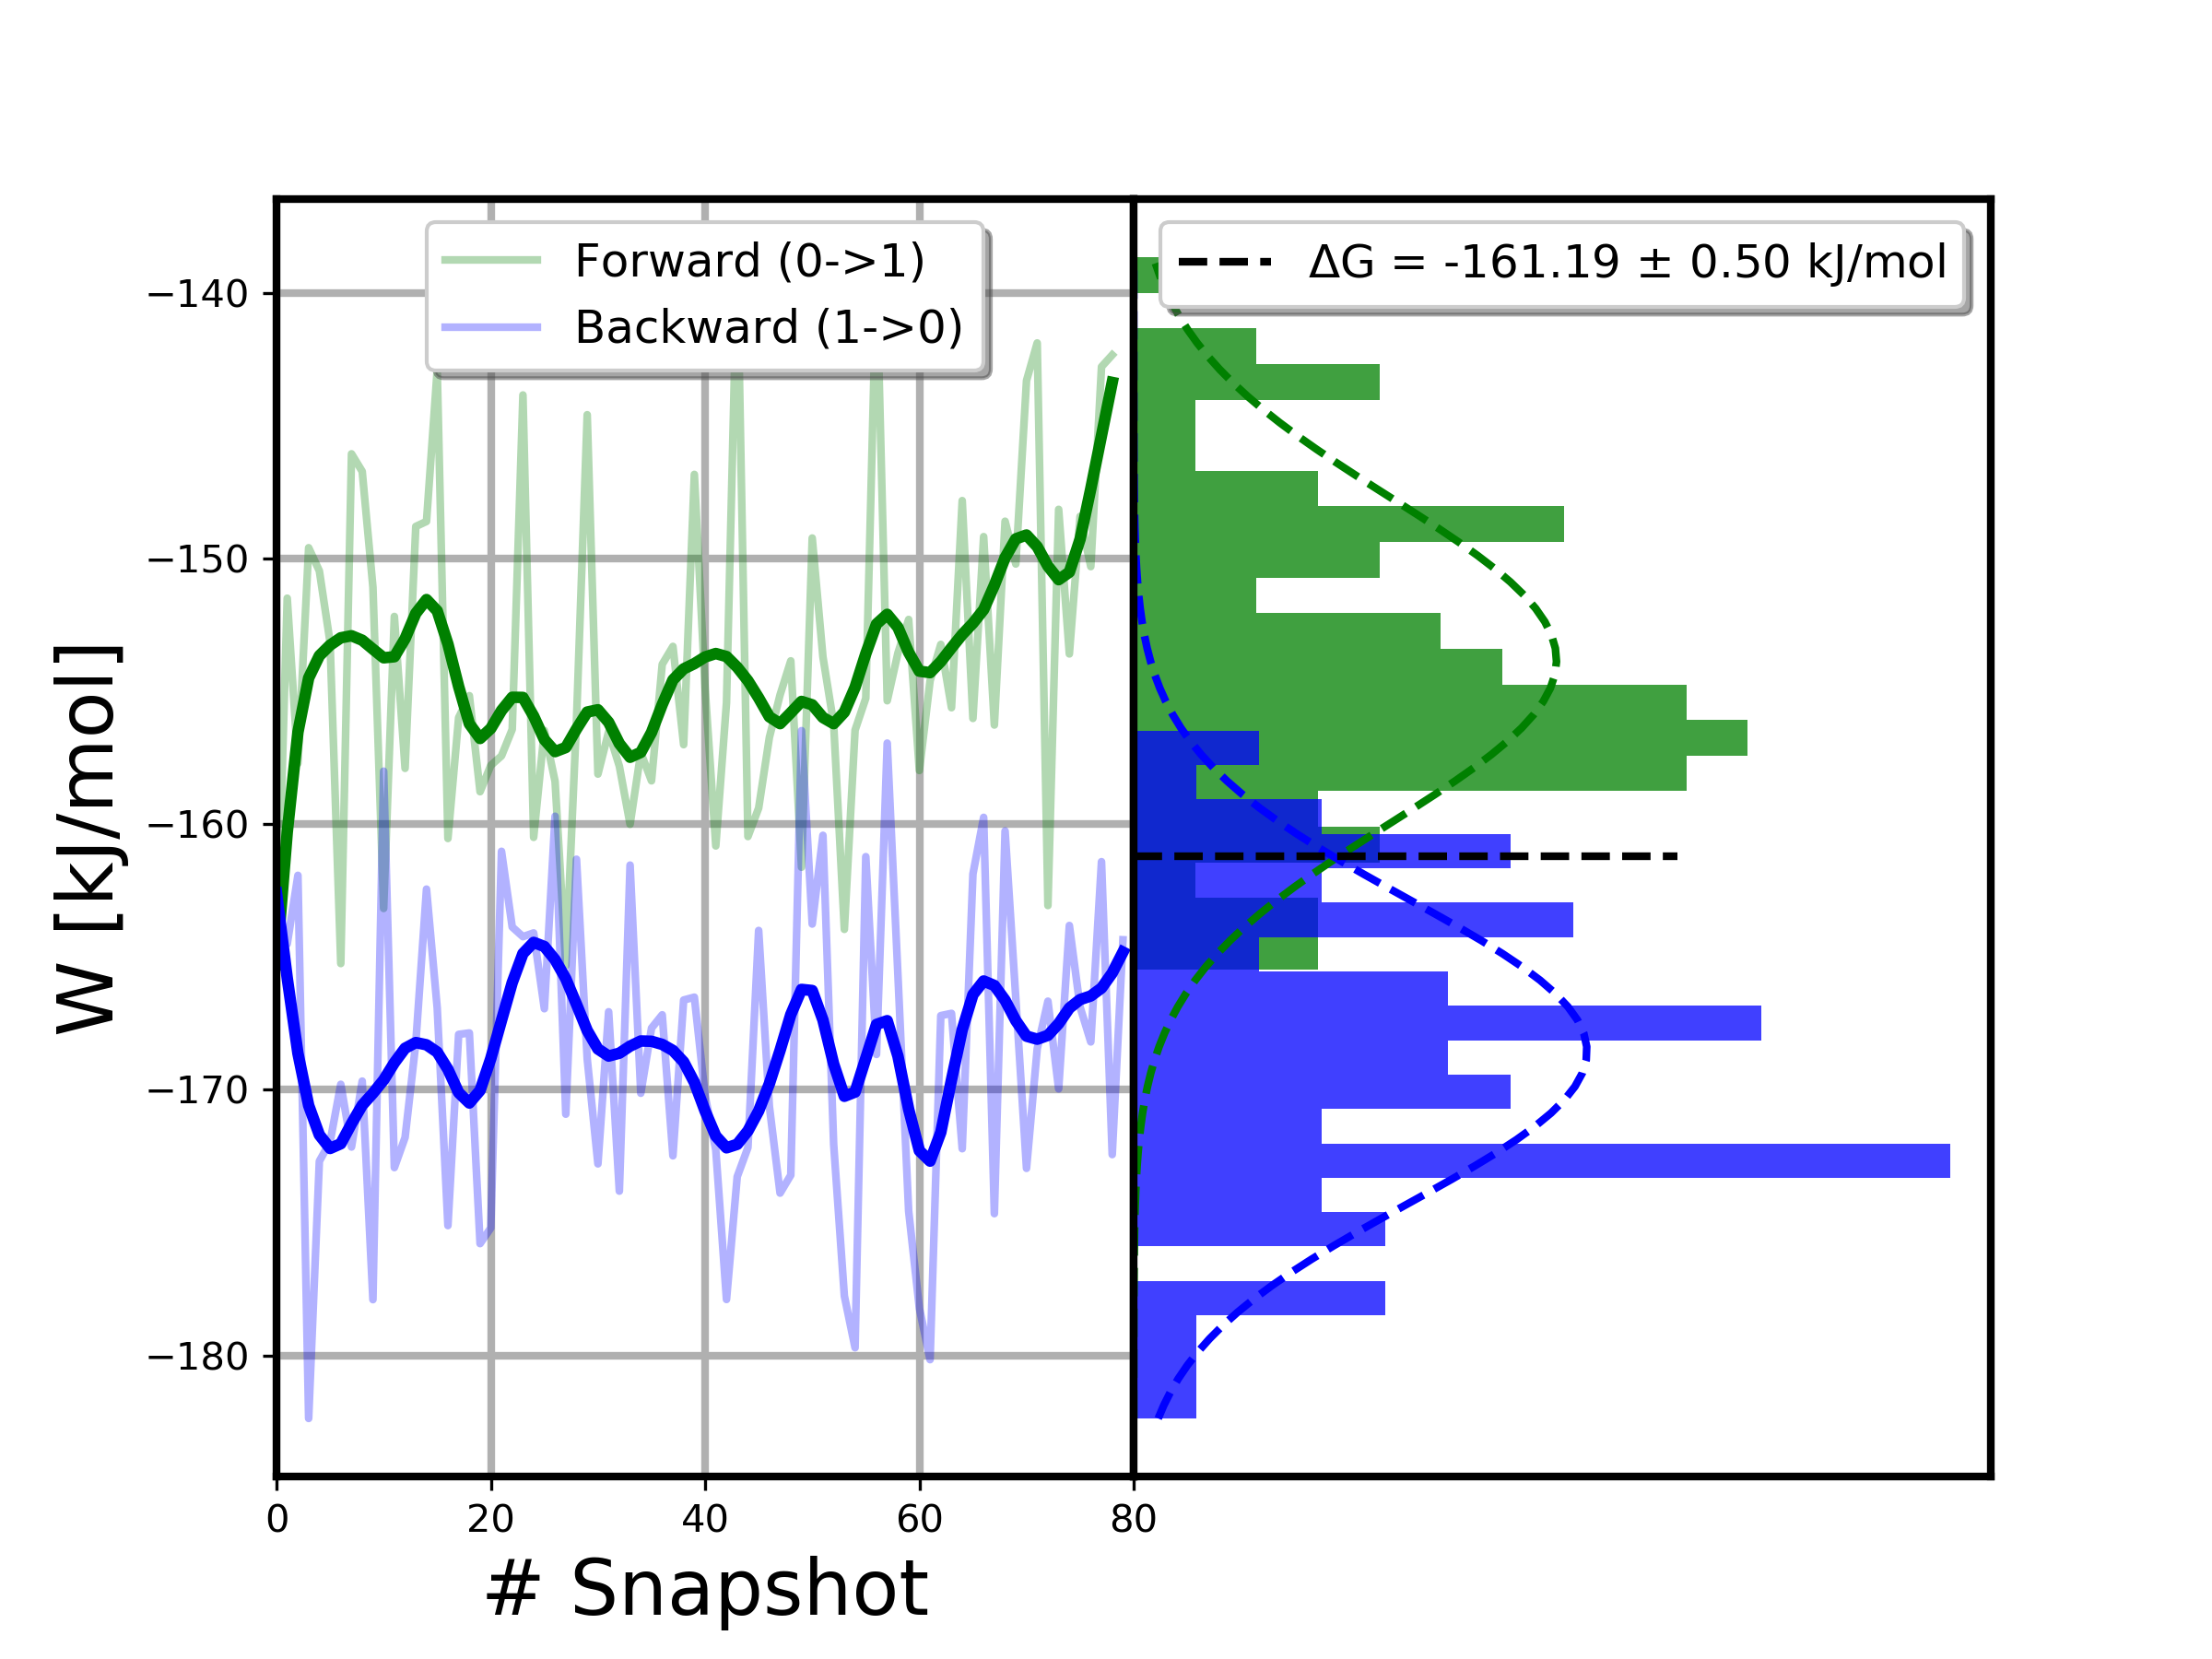 Forward (0->1)
Backward (1->0)
ΔG = -161.19 ± 0.50 kJ/mol
−140
−150
−160
−170
−180
W [kJ/mol]
0 20 40 60 80
# Snapshot